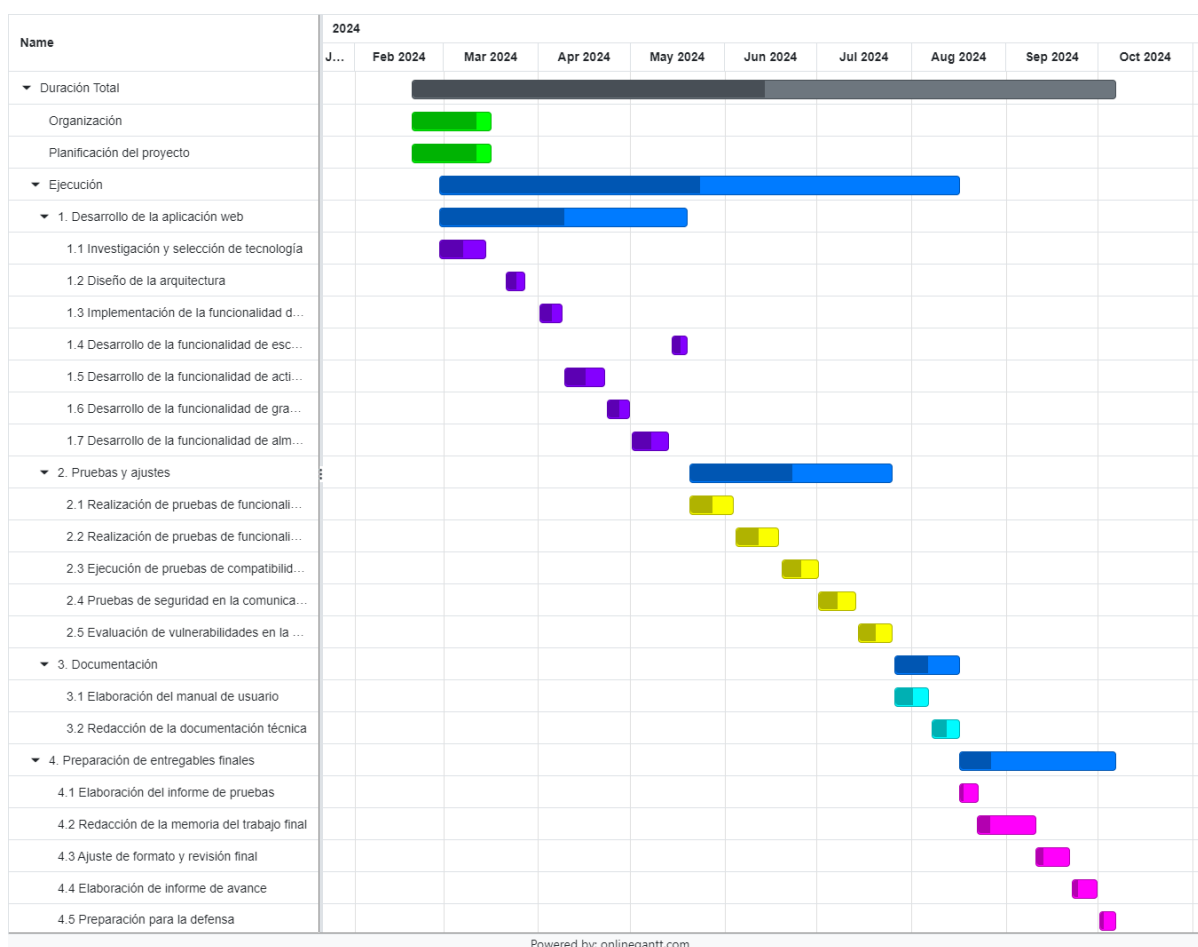 2024
Name
J... Feb 2024 Mar 2024 Apr 2024 May 2024 Jun 2024 Jul 2024 Aug 2024 Sep 2024 Oct 2024
Duración Total
Organización
Planificación del proyecto
Ejecución
1. Desarrollo de la aplicación web
1.1 Investigación y selección de tecnología
1.2 Diseño de la arquitectura
1.3 Implementación de la funcionalidad d...
1.4 Desarrollo de la funcionalidad de esc...
1.5 Desarrollo de la funcionalidad de acti...
1.6 Desarrollo de la funcionalidad de gra...
1.7 Desarrollo de la funcionalidad de alm...
2. Pruebas y ajustes
2.1 Realización de pruebas de funcionali...
2.2 Realización de pruebas de funcionali...
2.3 Ejecución de pruebas de compatibilid...
2.4 Pruebas de seguridad en la comunica...
2.5 Evaluación de vulnerabilidades en la ...
3. Documentación
3.1 Elaboración del manual de usuario
3.2 Redacción de la documentación técnica
4. Preparación de entregables finales
4.1 Elaboración del informe de pruebas
4.2 Redacción de la memoria del trabajo final
4.3 Ajuste de formato y revisión final
4.4 Elaboración de informe de avance
4.5 Preparación para la defensa
Powered by: onlinegantt.com